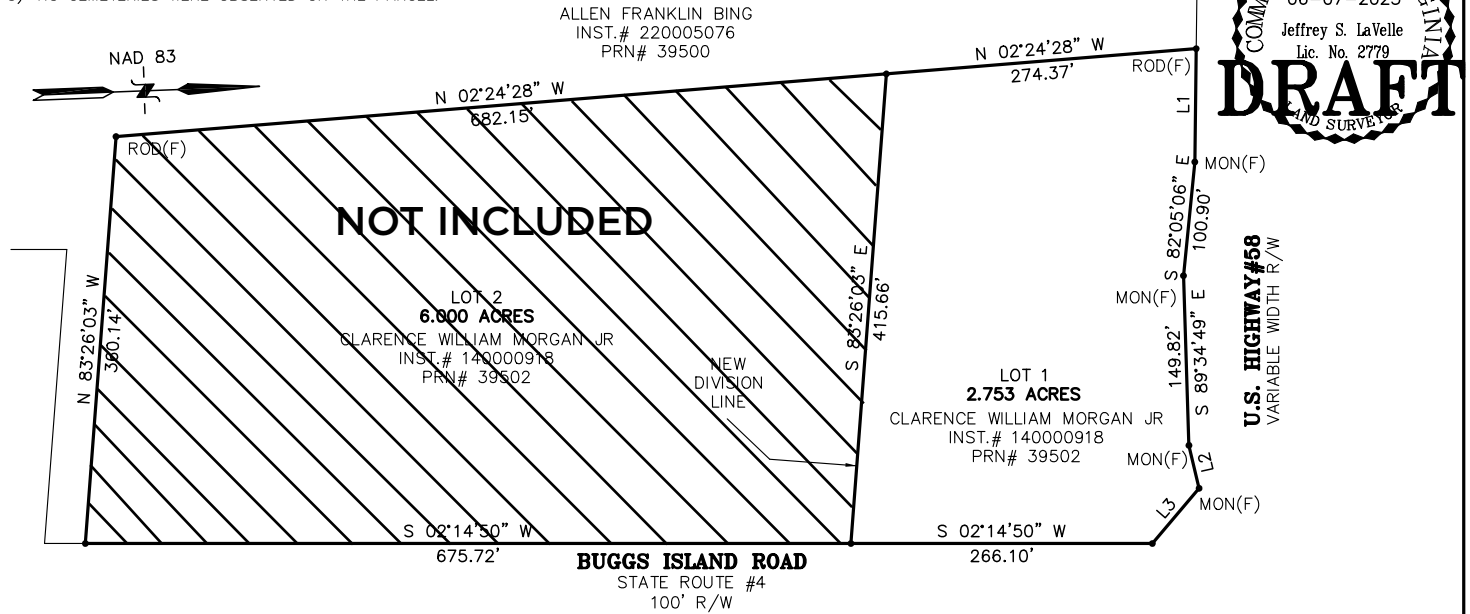 ALLEN FRANKLIN BING
INST.# 220005076
PRN# 39500
NAD 83
N 02°24'28" W
682.15'
N 02°24'28" W
274.37'
ROD(F)
ROD(F)
L1
Jeffrey S. LaVelle
Lic. No. 2779
DRAFT
LAND SURVEYOR
MON(F)
S 82°05'06" E
100.90'
NOT INCLUDED
N 83°26'03" W
360.14'
LOT 2
6.000 ACRES
CLARENCE WILLIAM MORGAN JR
INST.# 140000918
PRN# 39502
S 83°26'03" E
415.66'
NEW
DIVISION
LINE
LOT 1
2.753 ACRES
CLARENCE WILLIAM MORGAN JR
INST.# 140000918
PRN# 39502
MON(F)
S 89°34'49" E
149.82'
U.S. HIGHWAY#58
VARIABLE WIDTH R/W
MON(F)
L2
MON(F)
L3
S 02°14'50" W
675.72'
S 02°14'50" W
266.10'
BUGGS ISLAND ROAD
STATE ROUTE #4
100' R/W